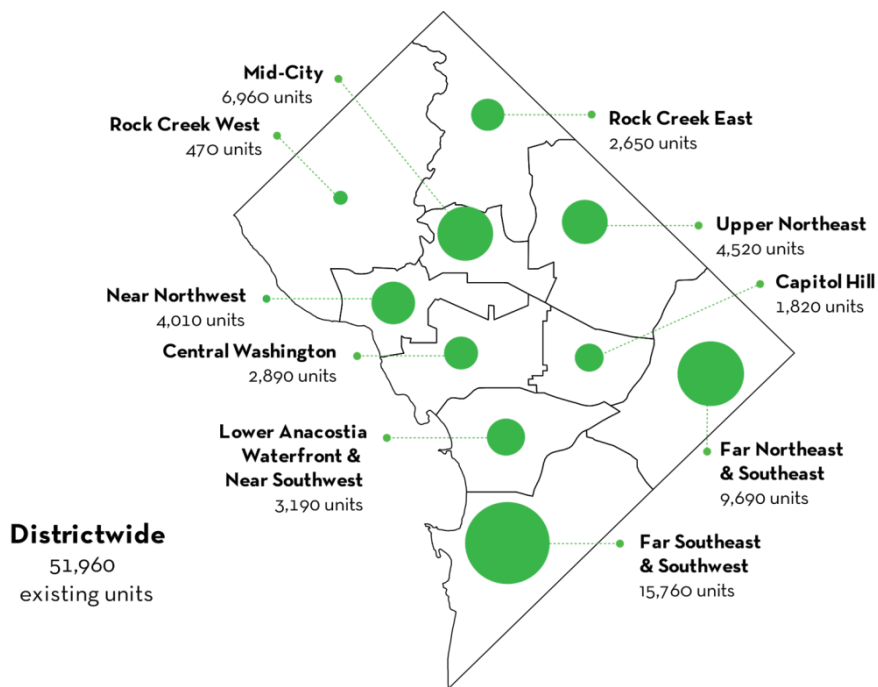 Mid-City
6,960 units
Rock Creek West
470 units
Rock Creek East
2,650 units
Upper Northeast
4,520 units
Capitol Hill
1,820 units
Near Northwest
4,010 units
Central Washington
2,890 units
Lower Anacostia
Waterfront &
Near Southwest
3,190 units
Far Northeast
& Southeast
9,690 units
Districtwide
51,960
existing units
Far Southeast
& Southwest
15,760 units